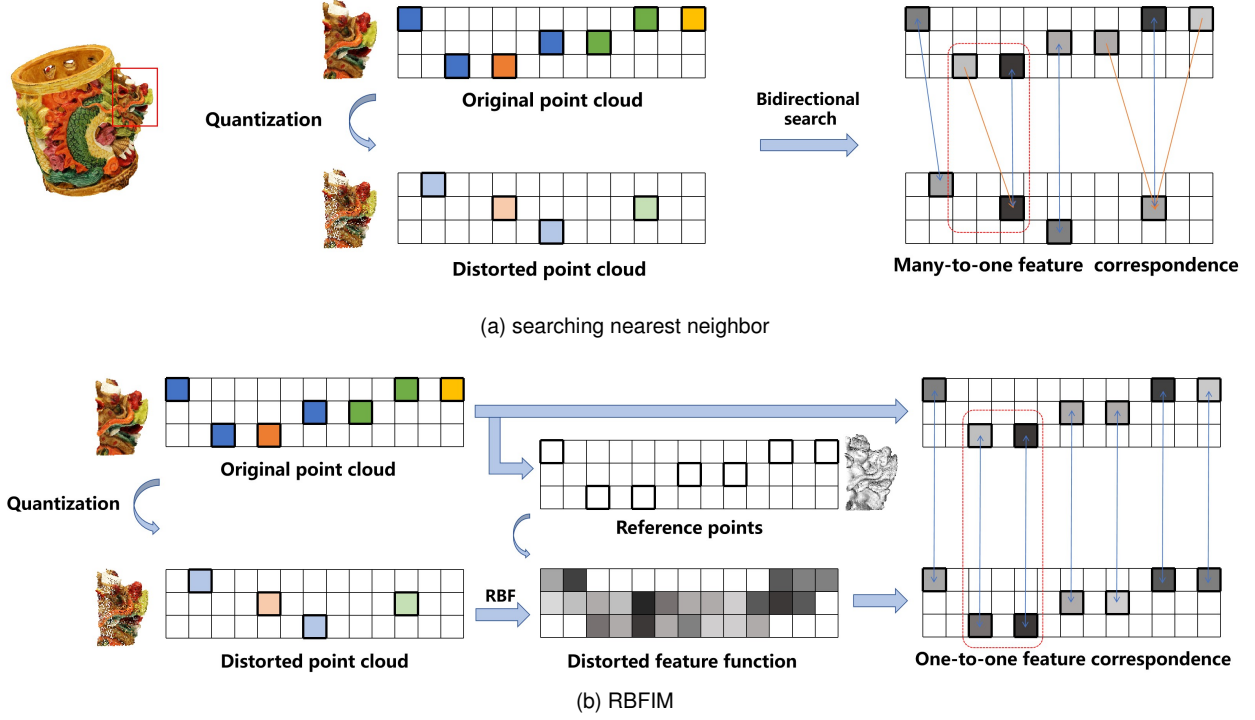 Original point cloud
Quantization
Bidirectional
search
Distorted point cloud
Many-to-one feature correspondence
(a) searching nearest neighbor
Original point cloud
Quantization
Reference points
RBF
Distorted point cloud
Distorted feature function
One-to-one feature correspondence
(b) RBFIM